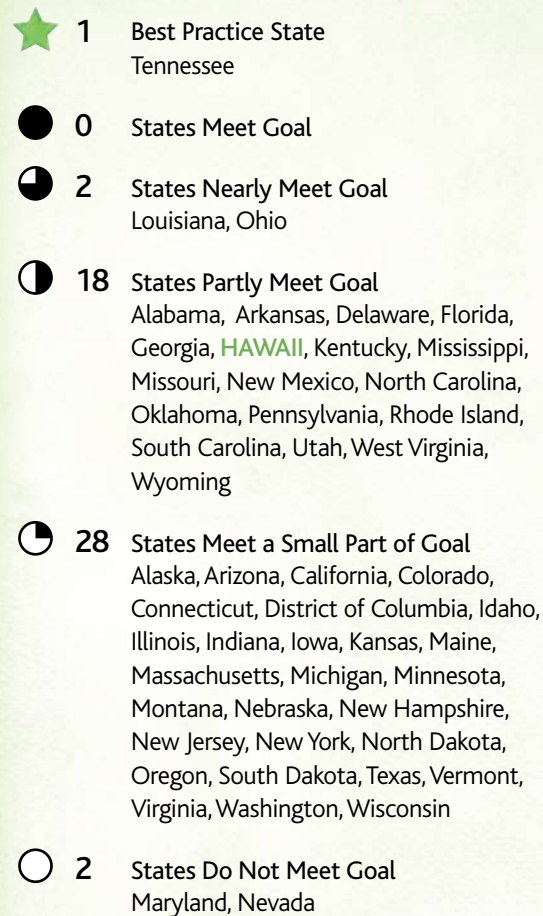 1 Best Practice State
Tennessee
0 States Meet Goal
2 States Nearly Meet Goal
Louisiana, Ohio
18 States Partly Meet Goal
Alabama, Arkansas, Delaware, Florida,
Georgia, HAWAII, Kentucky, Mississippi,
Missouri, New Mexico, North Carolina,
Oklahoma, Pennsylvania, Rhode Island,
South Carolina, Utah, West Virginia,
Wyoming
28 States Meet a Small Part of Goal
Alaska, Arizona, California, Colorado,
Connecticut, District of Columbia, Idaho,
Illinois, Indiana, Iowa, Kansas, Maine,
Massachusetts, Michigan, Minnesota,
Montana, Nebraska, New Hampshire,
New Jersey, New York, North Dakota,
Oregon, South Dakota, Texas, Vermont,
Virginia, Washington, Wisconsin
2 States Do Not Meet Goal
Maryland, Nevada